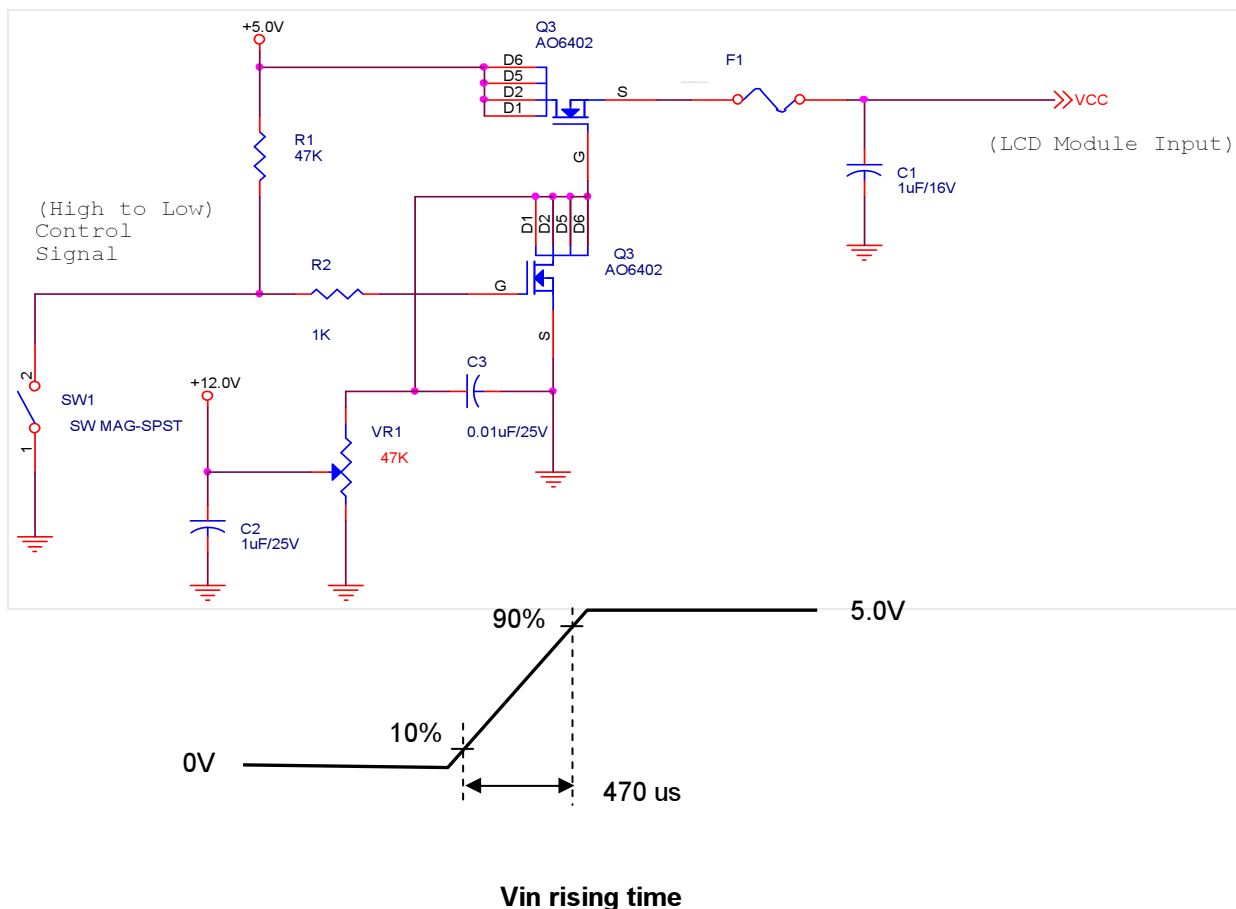 +5.0V
Q3
AO6402
D6
D5
D2
D1
S
G
F1
VCC
(LCD Module Input)
R1
47K
C1
1uF/16V
(High to Low)
Control
Signal
D1
D2
D5
D6
Q3
AO6402
R2
1K
G
S
2
1
SW1
SW MAG-SPST
+12.0V
C3
0.01uF/25V
VR1
47K
C2
1uF/25V
90%
5.0V
10%
0V
470 us
Vin rising time